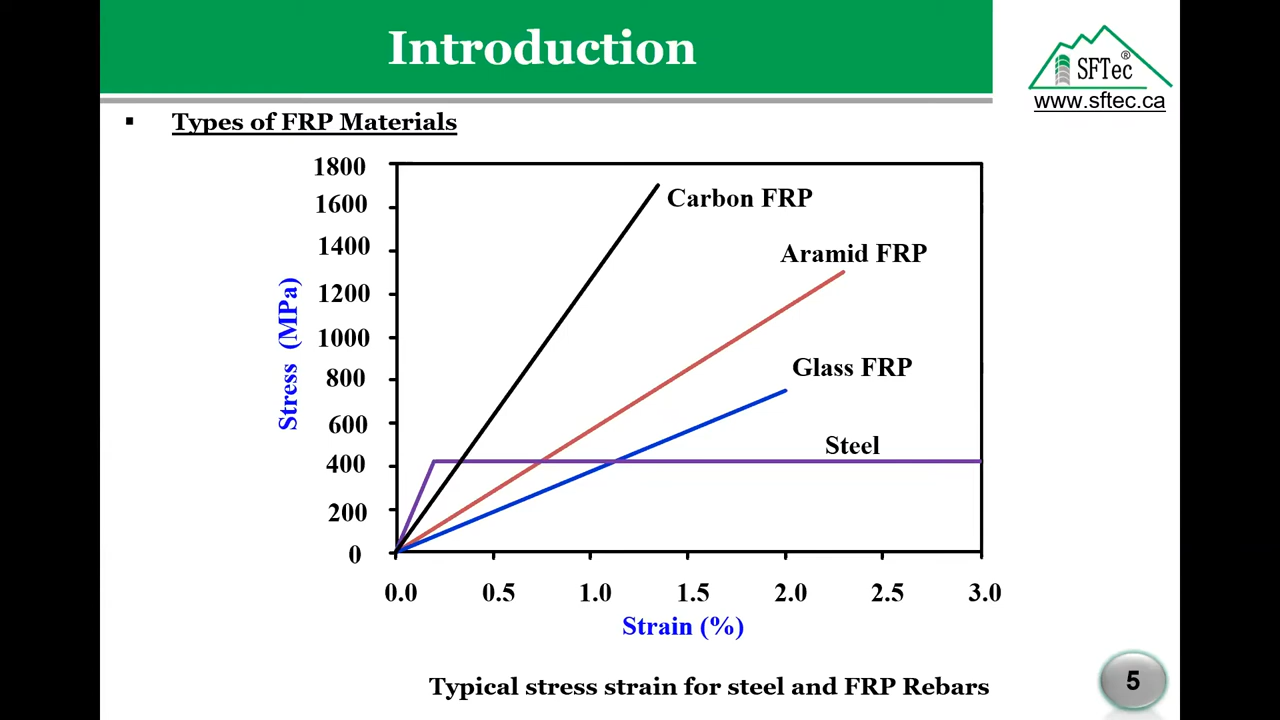 Introduction
SFTec®
www.sftec.ca
▪ Types of FRP Materials
1800
1600
1400
1200
1000
800
600
400
200
0
Stress (MPa)
Carbon FRP
Aramid FRP
Glass FRP
Steel
0.0 0.5 1.0 1.5 2.0 2.5 3.0
Strain (%)
Typical stress strain for steel and FRP Rebars
5